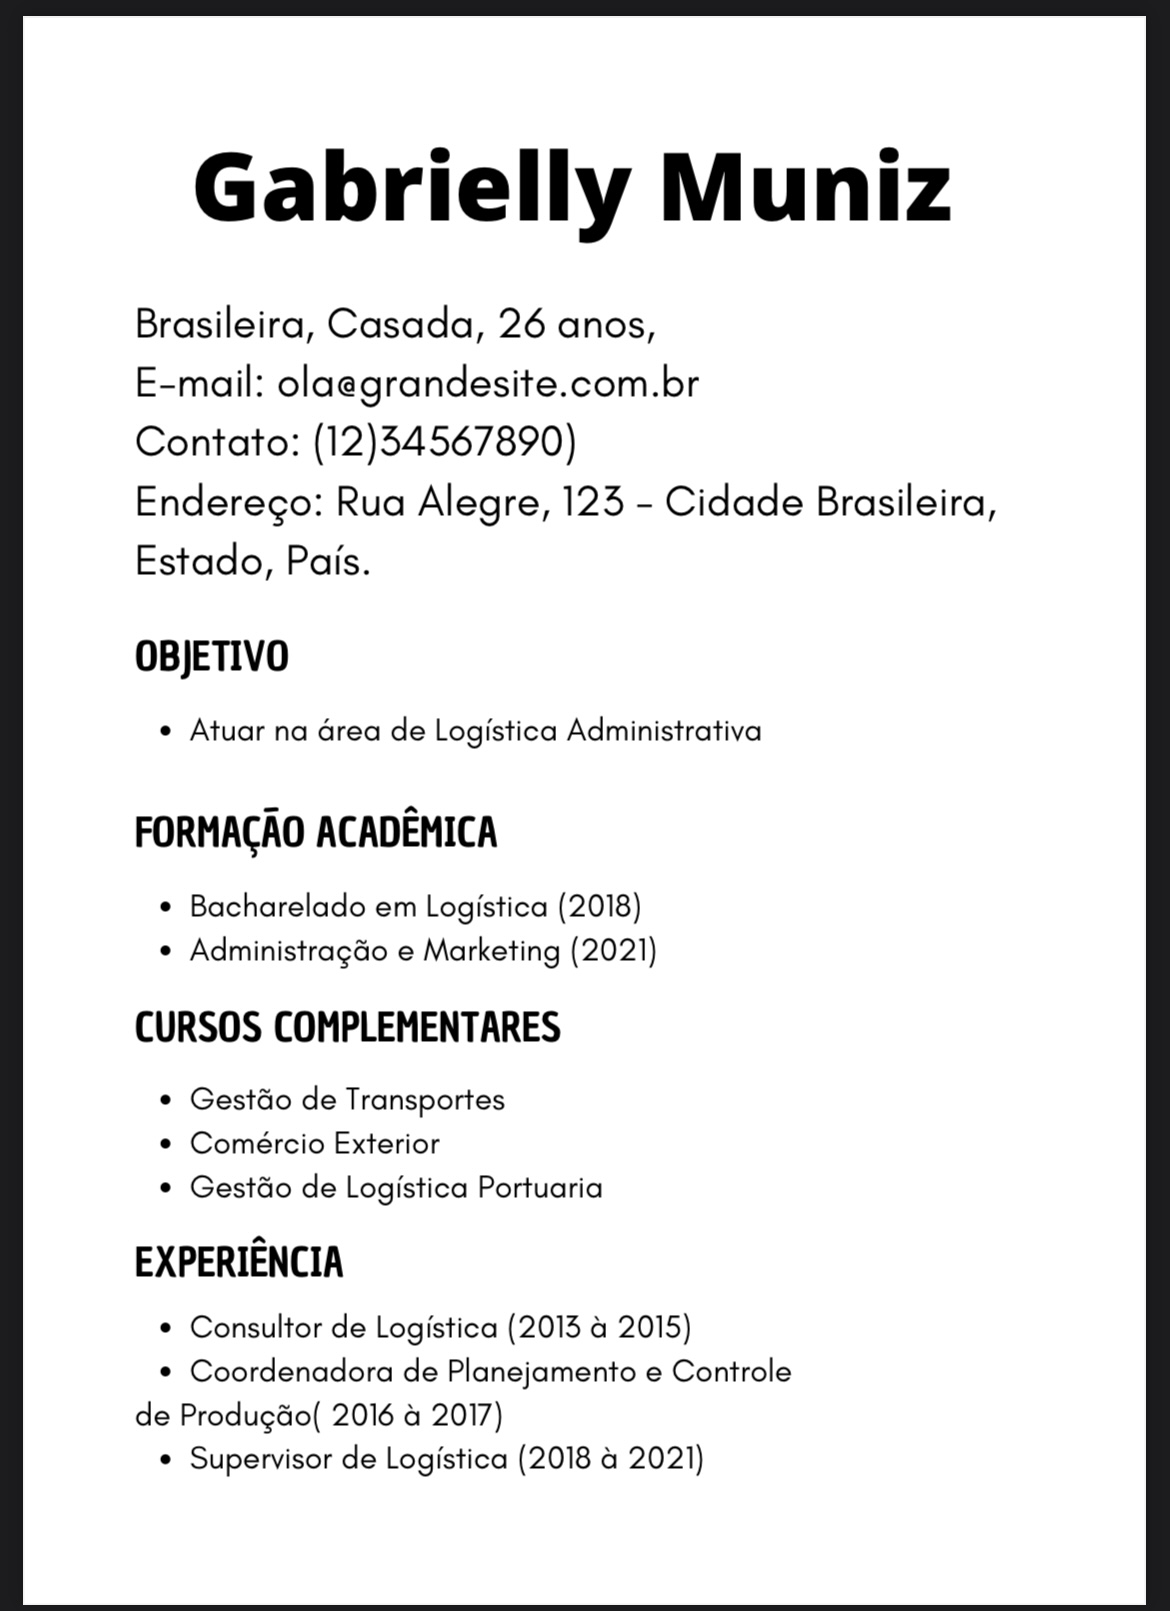 Gabrielly Muniz
Brasileira, Casada, 26 anos,
E-mail: ola@grandesite.com.br
Contato: (12)34567890)
Endereço: Rua Alegre, 123 - Cidade Brasileira,
Estado, País.
OBJETIVO
• Atuar na área de Logística Administrativa
FORMAÇÃO ACADÊMICA
• Bacharelado em Logística (2018)
• Administração e Marketing (2021)
CURSOS COMPLEMENTARES
• Gestão de Transportes
• Comércio Exterior
• Gestão de Logística Portuaria
EXPERIÊNCIA
• Consultor de Logística (2013 à 2015)
• Coordenadora de Planejamento e Controle
de Produção( 2016 à 2017)
• Supervisor de Logística (2018 à 2021)